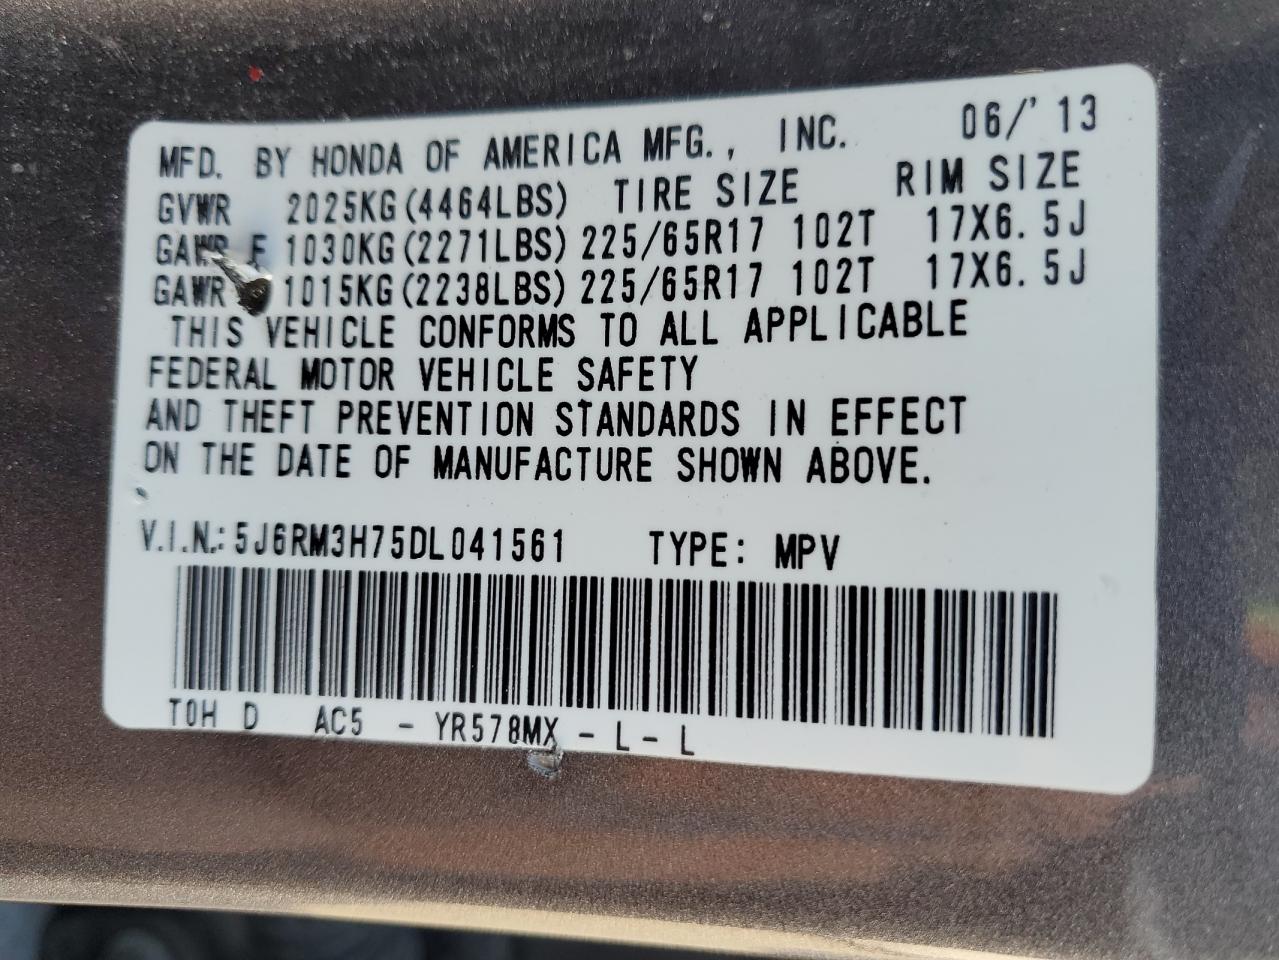 MFD. BY HONDA OF AMERICA MFG., INC. 06/'13
GVWR 2025KG(4464LBS) TIRE SIZE RIM SIZE
GAWR F 1030KG(2271LBS) 225/65R17 102T 17X6.5J
GAWR 1015KG(2238LBS) 225/65R17 102T 17X6.5J
THIS VEHICLE CONFORMS TO ALL APPLICABLE
FEDERAL MOTOR VEHICLE SAFETY
AND THEFT PREVENTION STANDARDS IN EFFECT
ON THE DATE OF MANUFACTURE SHOWN ABOVE.
V.I.N.: 5J6RM3H75DL041561 TYPE: MPV
TOH D AC5 - YR578MX - L - L